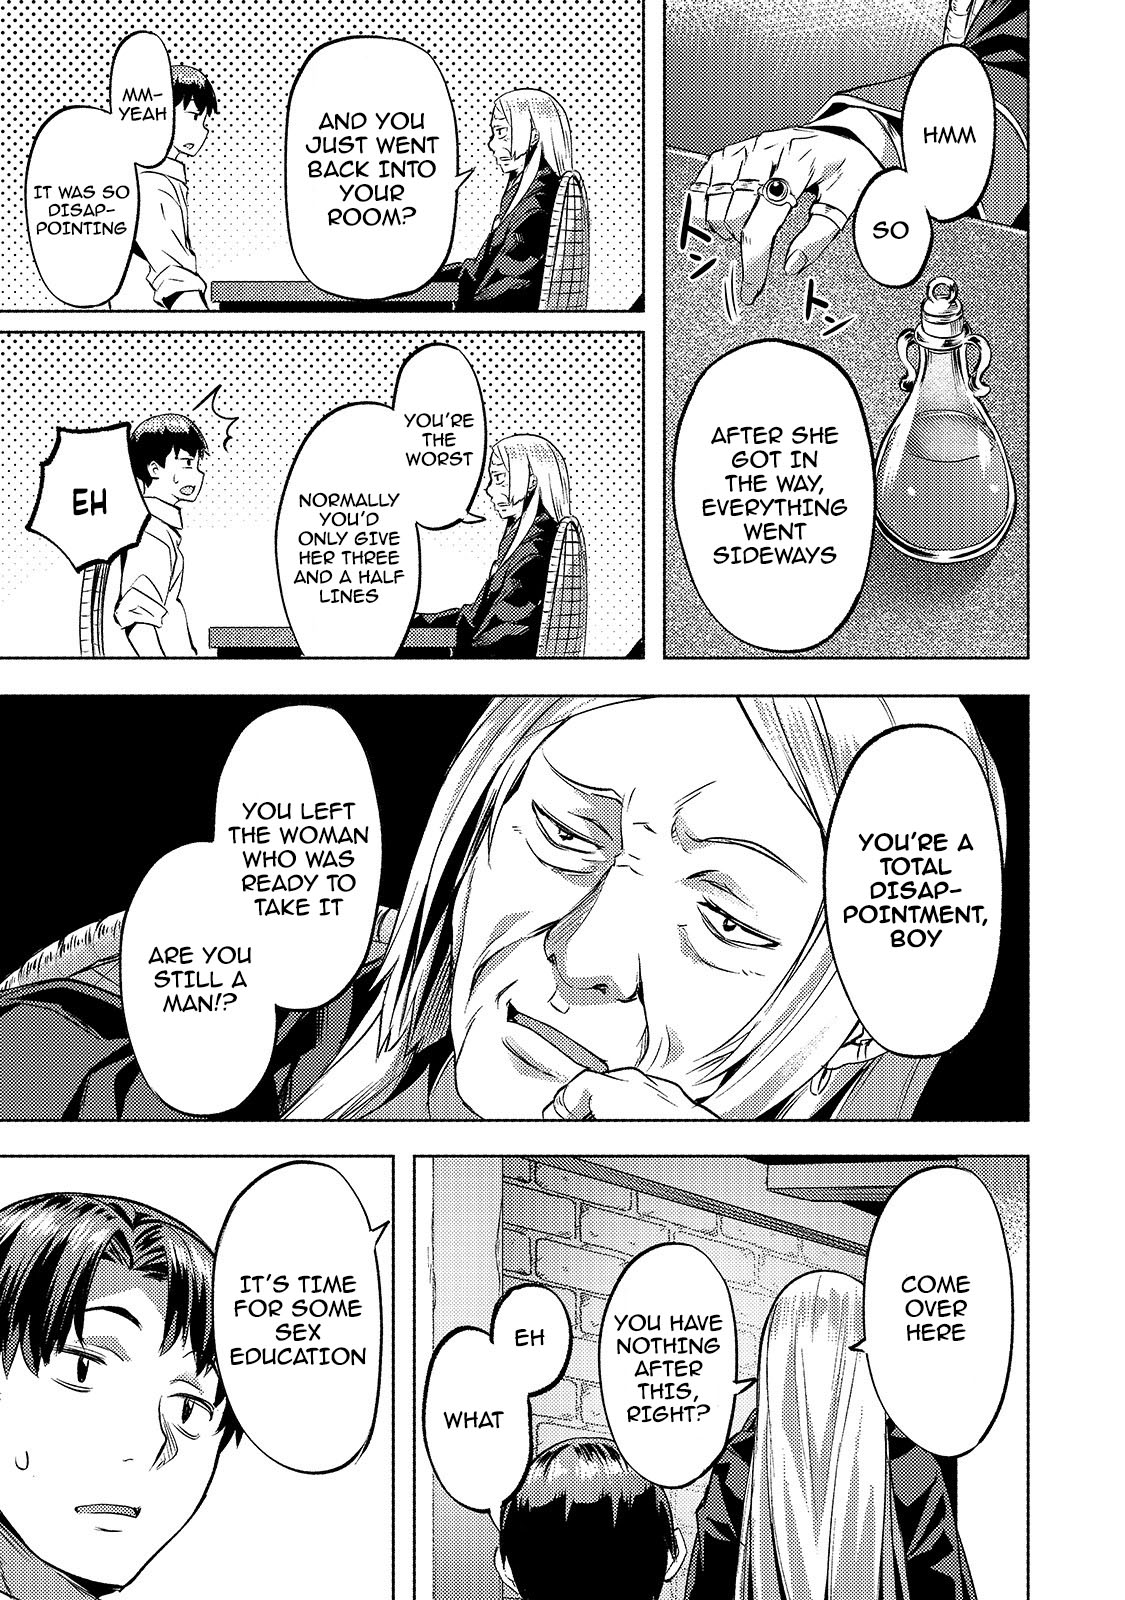 HMM
SO
トン
トン
AFTER SHE
GOT IN
THE WAY,
EVERYTHING
WENT
SIDEWAYS
AND YOU
JUST WENT
BACK INTO
YOUR
ROOM?
MM-
YEAH
IT WAS SO
DISAP-
POINTING
YOU'RE
THE
WORST
NORMALLY
YOU'D
ONLY GIVE
HER THREE
AND A HALF
LINES
EH
YOU'RE A
TOTAL
DISAP-
POINTMENT,
BOY
YOU LEFT
THE WOMAN
WHO WAS
READY TO
TAKE IT
ARE YOU
STILL A
MAN!?
COME
OVER
HERE
YOU HAVE
NOTHING
AFTER
THIS,
RIGHT?
EH
WHAT
IT'S TIME
FOR SOME
SEX
EDUCATION